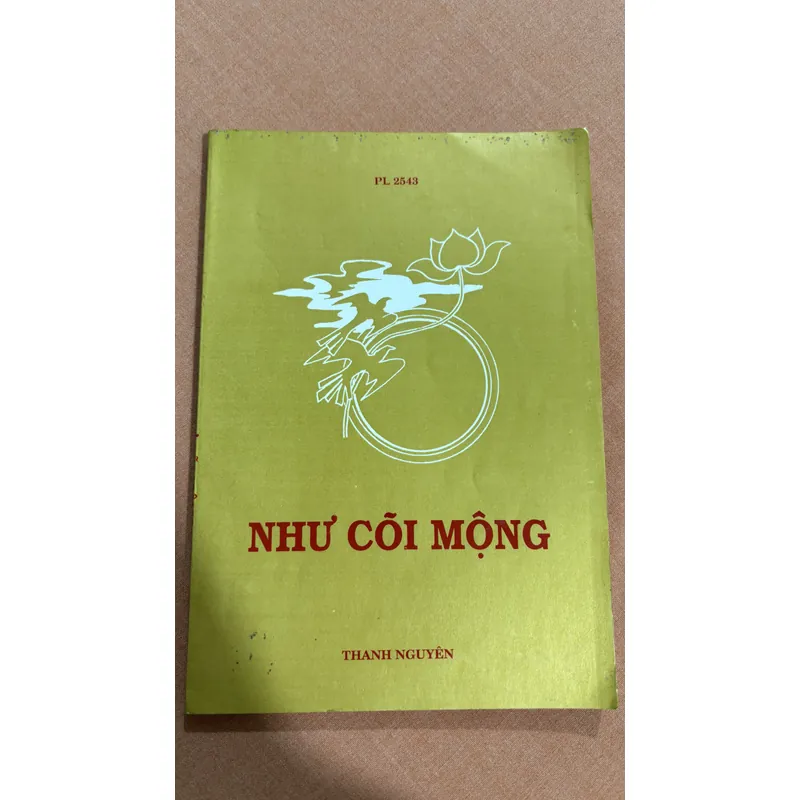 PL 2543
NHƯ CÕI MỘNG
THANH NGUYÊN